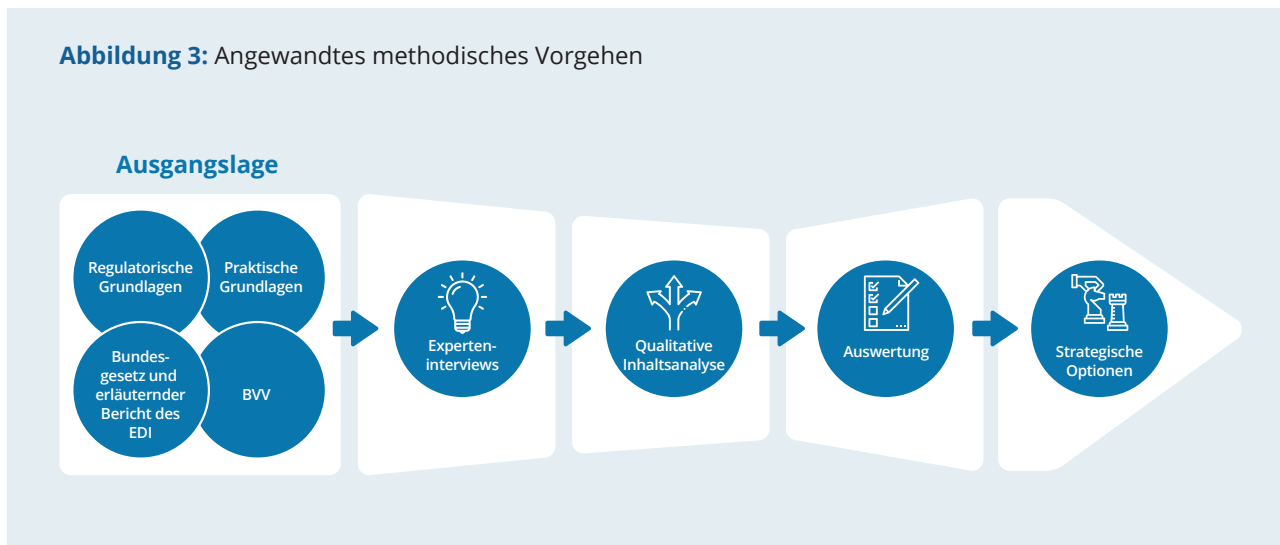 Abbildung 3: Angewandtes methodisches Vorgehen
Ausgangslage
Regulatorische
Grundlagen
Praktische
Grundlagen
Bundes-
gesetz und
erläuternder
Bericht des
EDI
BVV
Experten-
interviews
Qualitative
Inhaltsanalyse
Auswertung
Strategische
Optionen